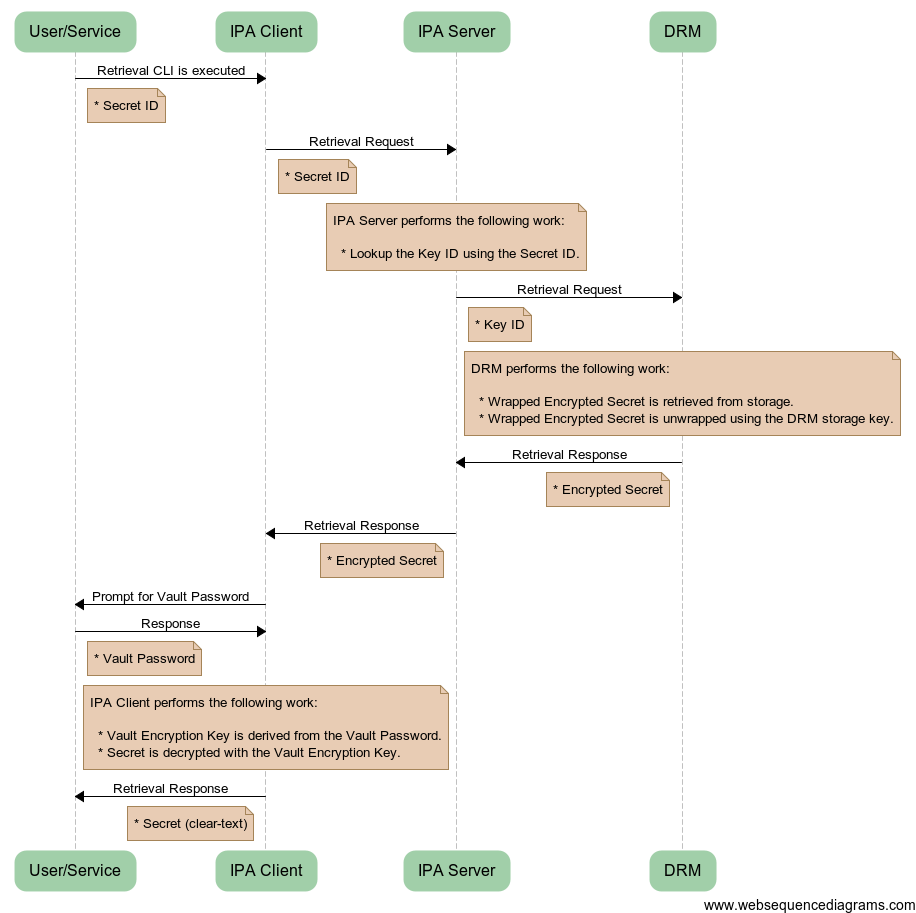 User/Service
IPA Client
IPA Server
DRM
Retrieval CLI is executed
* Secret ID
Retrieval Request
* Secret ID
IPA Server performs the following work:
* Lookup the Key ID using the Secret ID.
Retrieval Request
* Key ID
DRM performs the following work:
* Wrapped Encrypted Secret is retrieved from storage.
* Wrapped Encrypted Secret is unwrapped using the DRM storage key.
Retrieval Response
* Encrypted Secret
Retrieval Response
* Encrypted Secret
Prompt for Vault Password
Response
* Vault Password
IPA Client performs the following work:
* Vault Encryption Key is derived from the Vault Password.
* Secret is decrypted with the Vault Encryption Key.
Retrieval Response
* Secret (clear-text)
User/Service
IPA Client
IPA Server
DRM
www.websequencediagrams.com